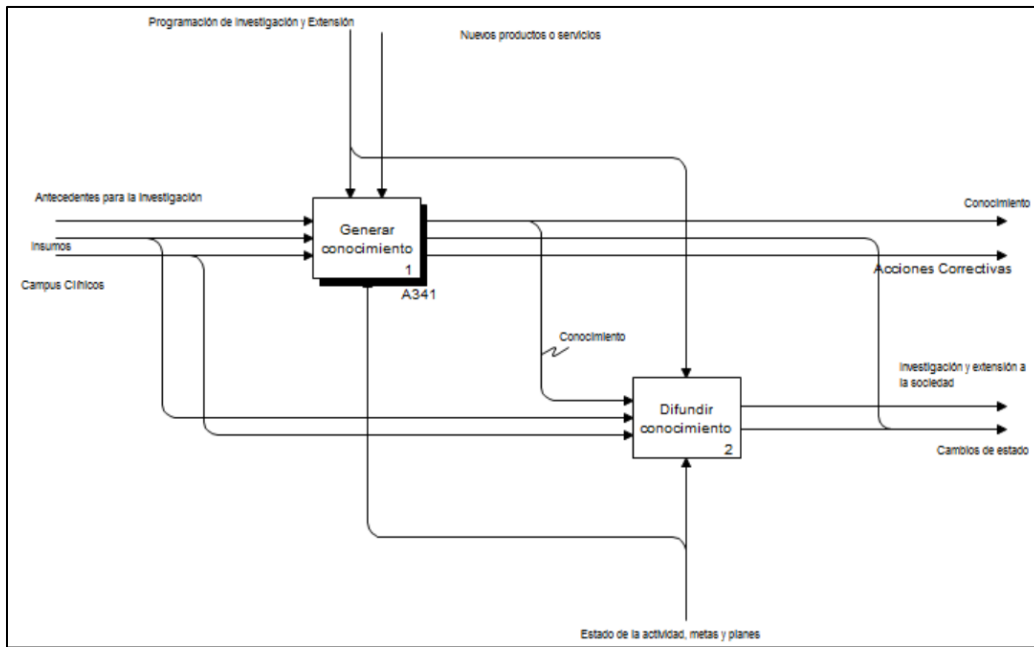 Programación de Investigación y Extensión
Nuevos productos o servicios
Antecedentes para la Investigación
Insumos
Campus Clínicos
Generar
conocimiento
1
A341
Conocimiento
Acciones Correctivas
Conocimiento
Investigación y extensión a
la sociedad
Difundir
conocimiento
2
Cambios de estado
Estado de la actividad, metas y planes